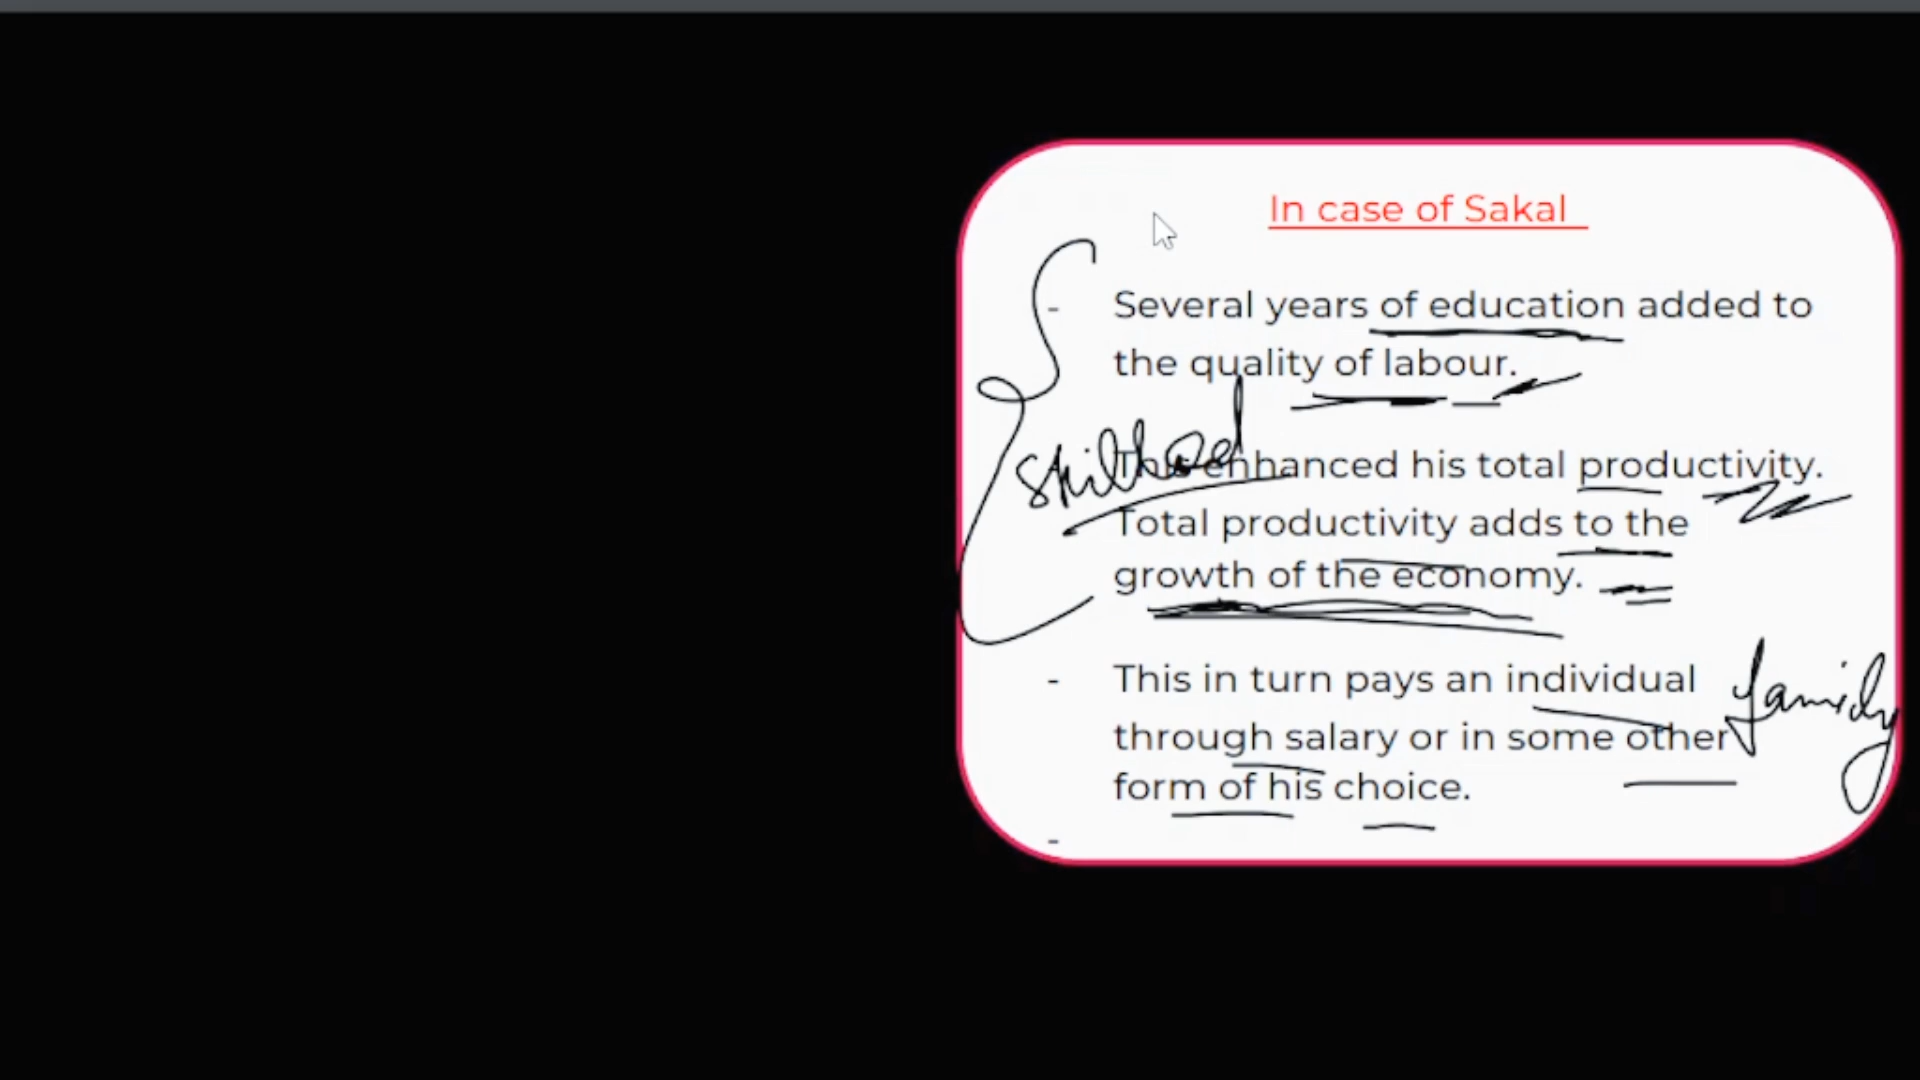 In case of Sakal
- Several years of education added to
the quality of labour.
This enhanced his total productivity.
Total productivity adds to the
growth of the economy.
- This in turn pays an individual
family
through salary or in some other
form of his choice.
-